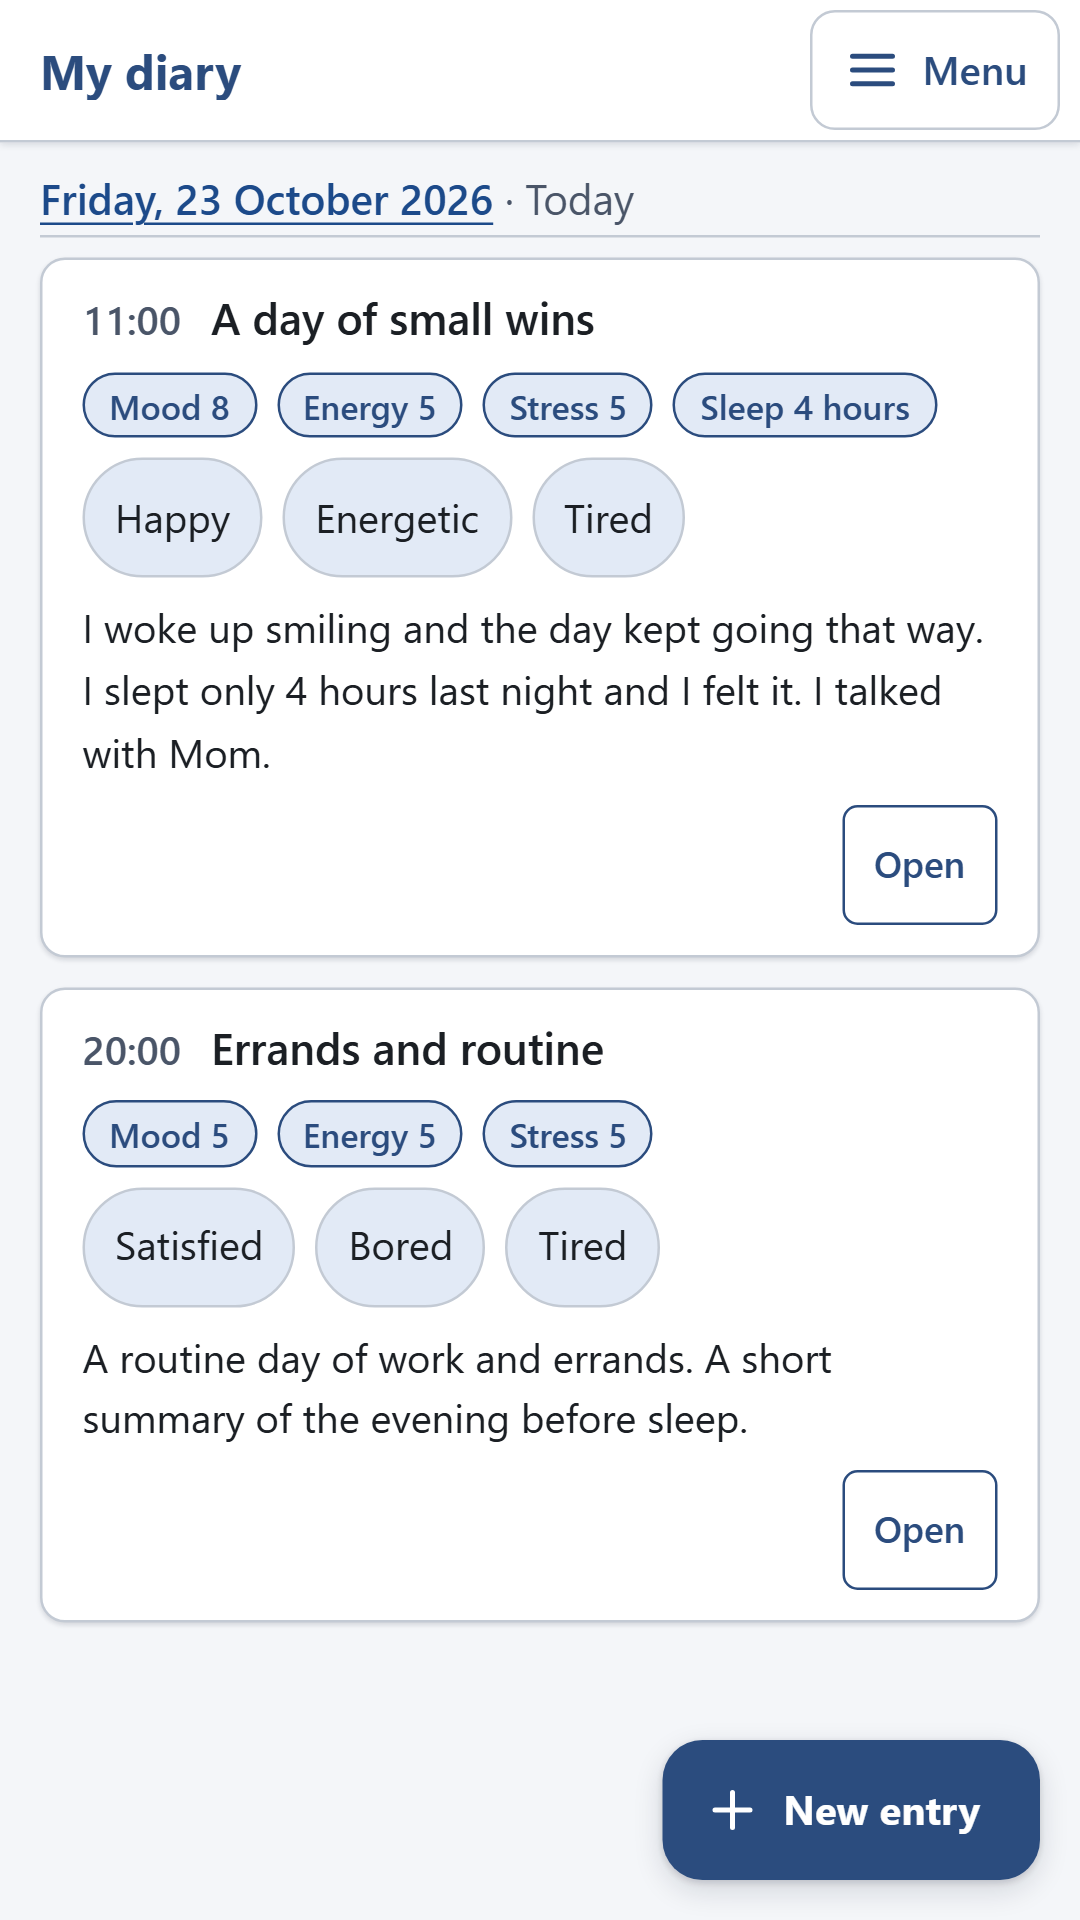 My diary
Menu
Friday, 23 October 2026 · Today
11:00 A day of small wins
Mood 8 Energy 5 Stress 5 Sleep 4 hours
Happy Energetic Tired
I woke up smiling and the day kept going that way.
I slept only 4 hours last night and I felt it. I talked
with Mom.
Open
20:00 Errands and routine
Mood 5 Energy 5 Stress 5
Satisfied Bored Tired
A routine day of work and errands. A short
summary of the evening before sleep.
Open
New entry